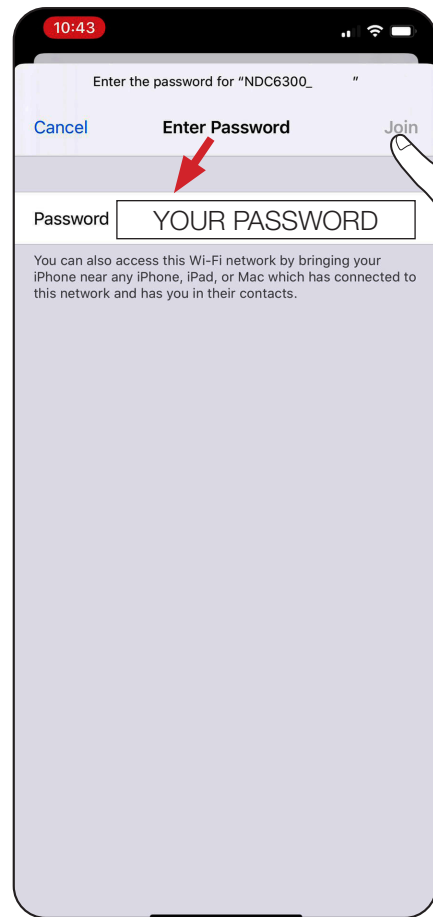 10:43
Enter the password for “NDC6300_ ”
Cancel Enter Password Join
Password YOUR PASSWORD
You can also access this Wi-Fi network by bringing your
iPhone near any iPhone, iPad, or Mac which has connected to
this network and has you in their contacts.